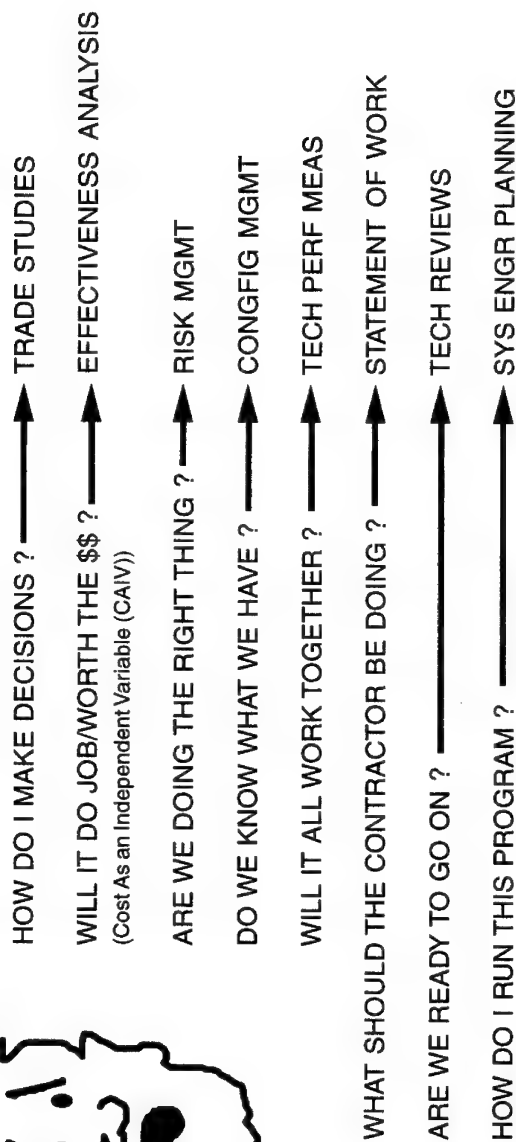 HOW DO I MAKE DECISIONS ? TRADE STUDIES
WILL IT DO JOB/WORTH THE $$ ? EFFECTIVENESS ANALYSIS
(Cost As an Independent Variable (CAIV))
ARE WE DOING THE RIGHT THING ? RISK MGMT
DO WE KNOW WHAT WE HAVE ? CONGFIG MGMT
WILL IT ALL WORK TOGETHER ? TECH PERF MEAS
WHAT SHOULD THE CONTRACTOR BE DOING ? STATEMENT OF WORK
ARE WE READY TO GO ON ? TECH REVIEWS
HOW DO I RUN THIS PROGRAM ? SYS ENGR PLANNING